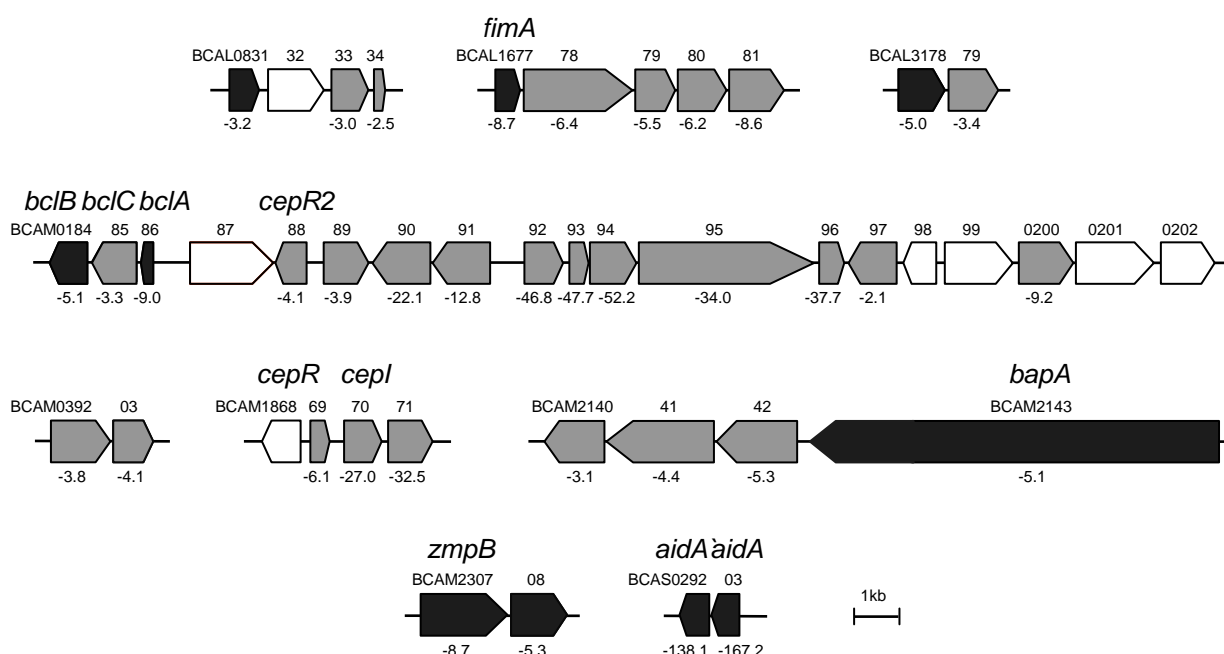 fimA
BCAL0831 32 33 34
BCAL1677 78 79 80 81
BCAL3178 79
-3.2 -3.0 -2.5
-8.7 -6.4 -5.5 -6.2 -8.6
-5.0 -3.4
bclB bclC bclA cepR2
BCAM0184 85 86 87 88 89 90 91 92 93 94 95 96 97 98 99 0200 0201 0202
-5.1 -3.3 -9.0 -4.1 -3.9 -22.1 -12.8 -46.8 -47.7 -52.2 -34.0 -37.7 -2.1 -9.2
cepR cepI
bapA
BCAM0392 03
BCAM1868 69 70 71
BCAM2140 41 42 BCAM2143
-3.8 -4.1
-6.1 -27.0 -32.5
-3.1 -4.4 -5.3 -5.1
zmpB
aidA`aidA
BCAM2307 08
BCAS0292 03
1kb
-8.7 -5.3
-138.1 -167.2